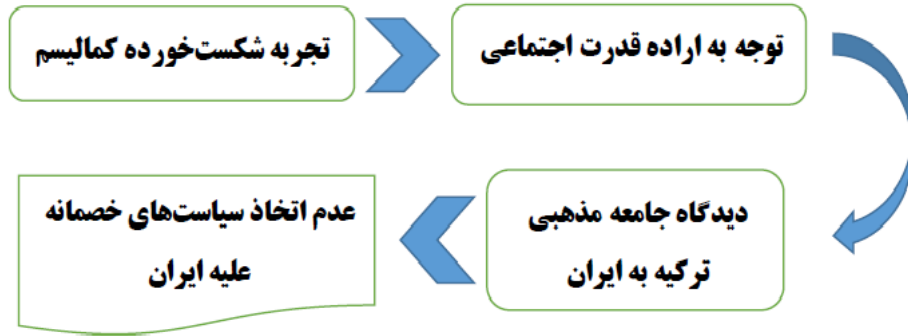 تجربه شکست‌خورده کمالیسم
توجه به اراده قدرت اجتماعی
دیدگاه جامعه مذهبی
ترکیه به ایران
عدم اتخاذ سیاست‌های خصمانه
علیه ایران